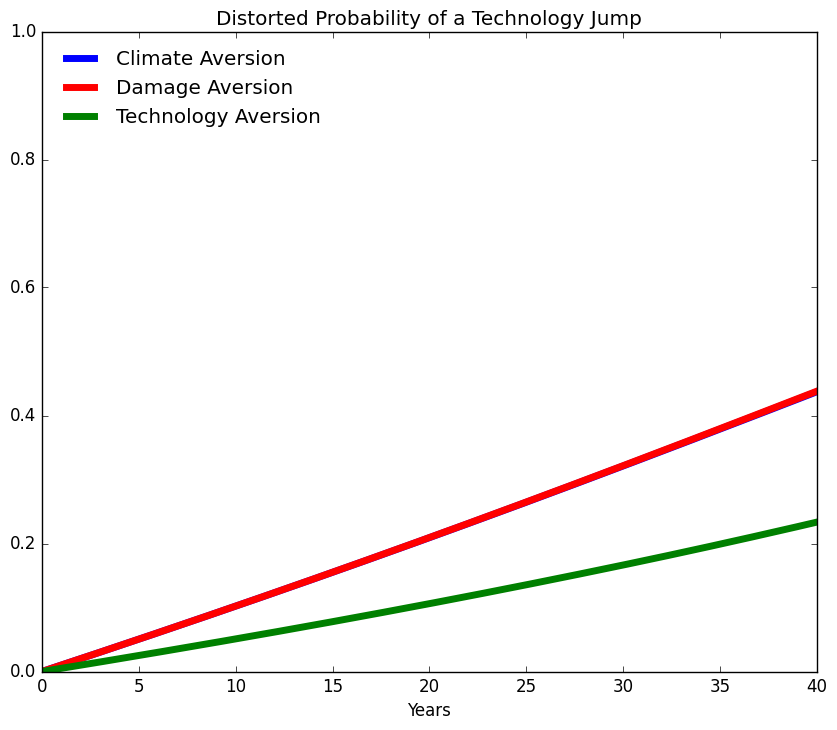 Distorted Probability of a Technology Jump
1.0
Climate Aversion
Damage Aversion
Technology Aversion
0.8
0.6
0.4
0.2
0.0
0 5 10 15 20 25 30 35 40
Years